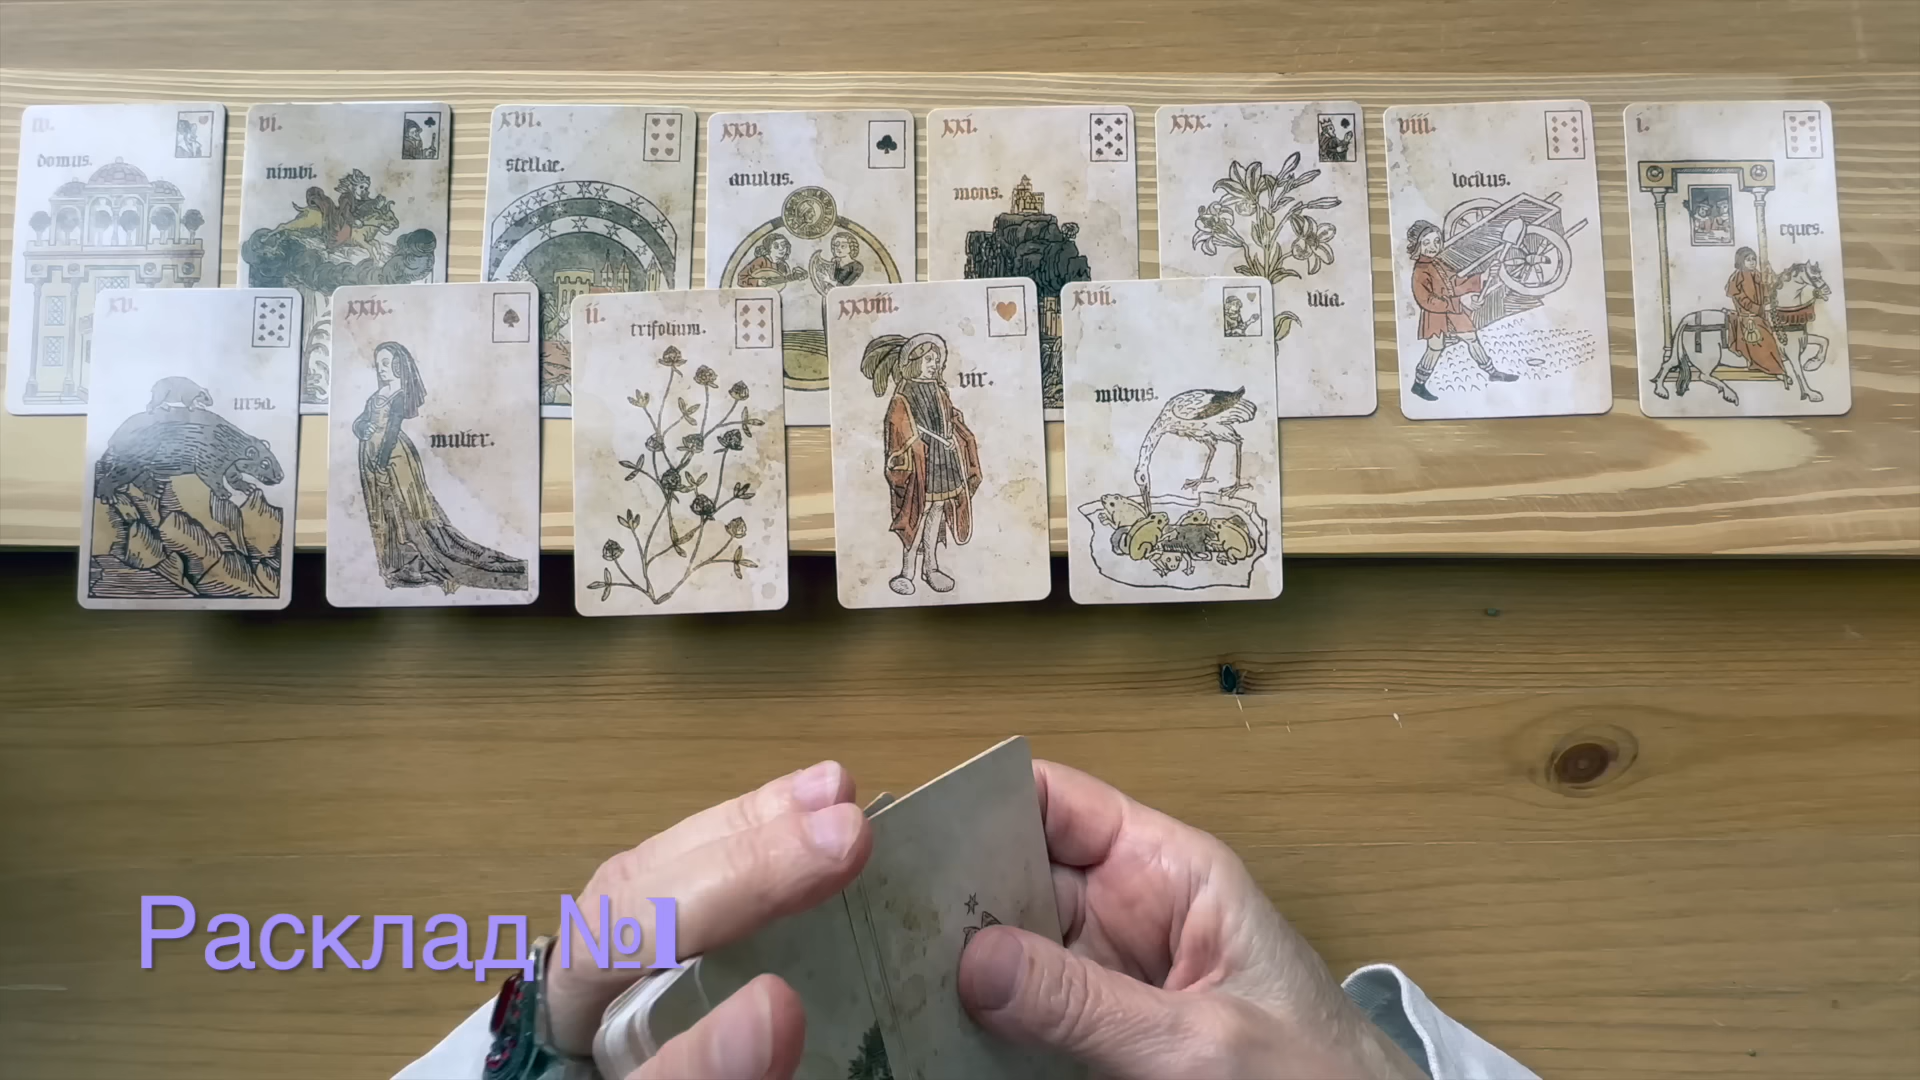 iv.
domus.
vi.
nimbi.
xvi.
stellae.
xxv.
anulus.
xxi.
mons.
xxx.
lilia.
viii.
loculus.
i.
eques.
xv.
ursa.
xxix.
mulier.
ii.
trifolium.
xxviii.
vir.
xvii.
milvus.
Расклад №1